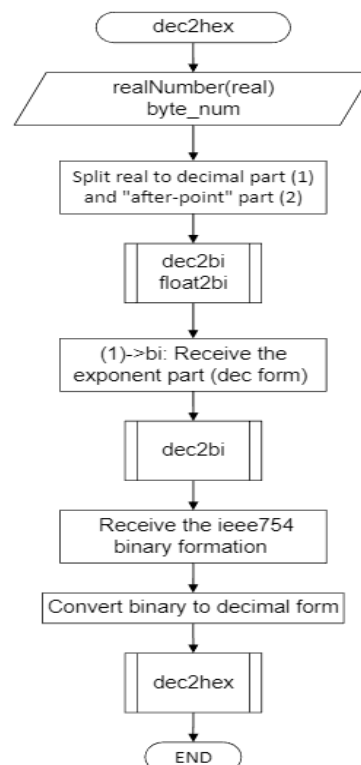 dec2hex
realNumber(real)
byte_num
Split real to decimal part (1)
and "after-point" part (2)
dec2bi
float2bi
(1)->bi: Receive the
exponent part (dec form)
dec2bi
Receive the ieee754
binary formation
Convert binary to decimal form
dec2hex
END